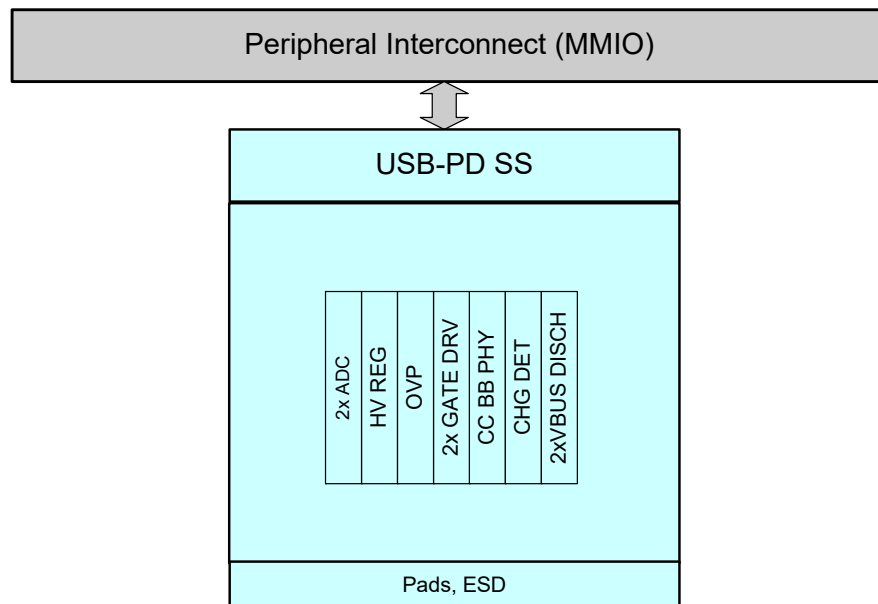 Peripheral Interconnect (MMIO)
USB-PD SS
2x ADC
HV REG
OVP
2x GATE DRV
CC BB PHY
CHG DET
2xVBUS DISCH
Pads, ESD